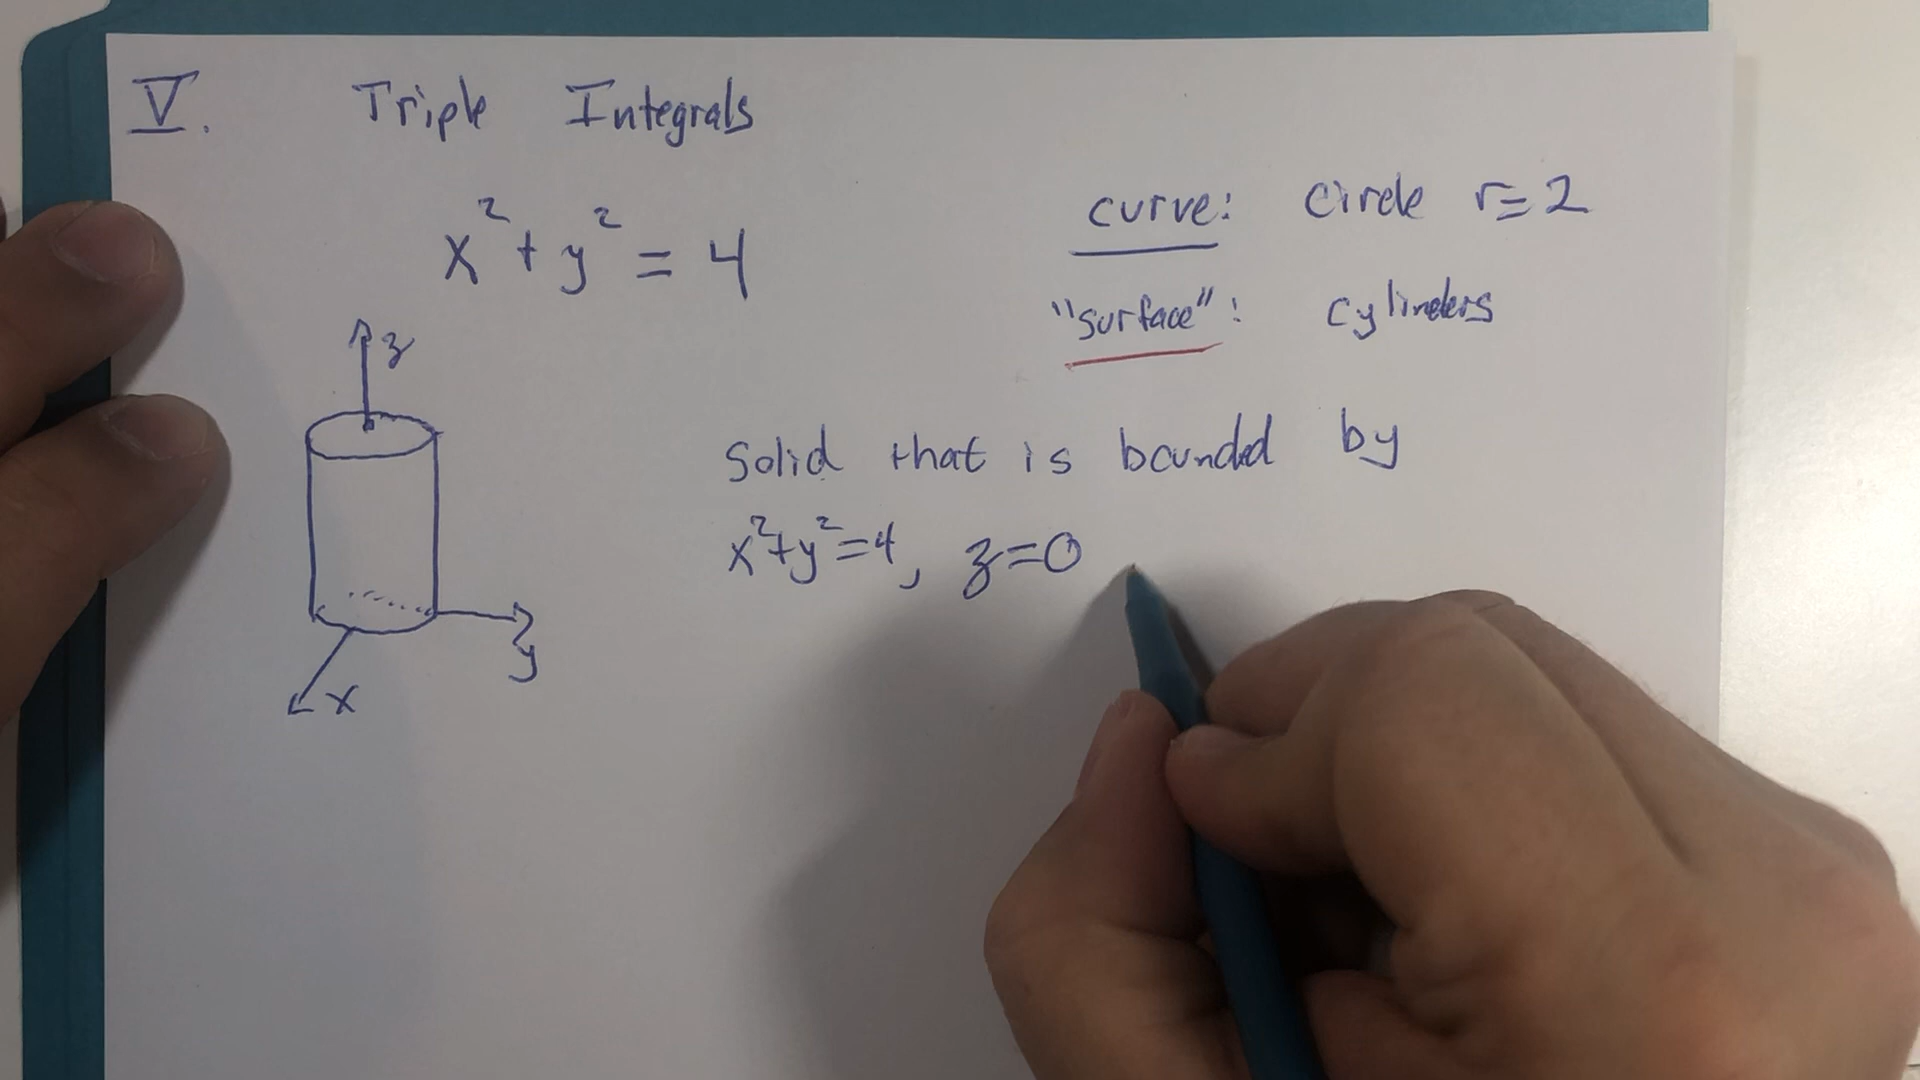 V. Triple Integrals
x² + y² = 4
curve: circle r=2
"surface": cylinders
z
y
x
Solid that is bounded by
x²+y²=4, z=0